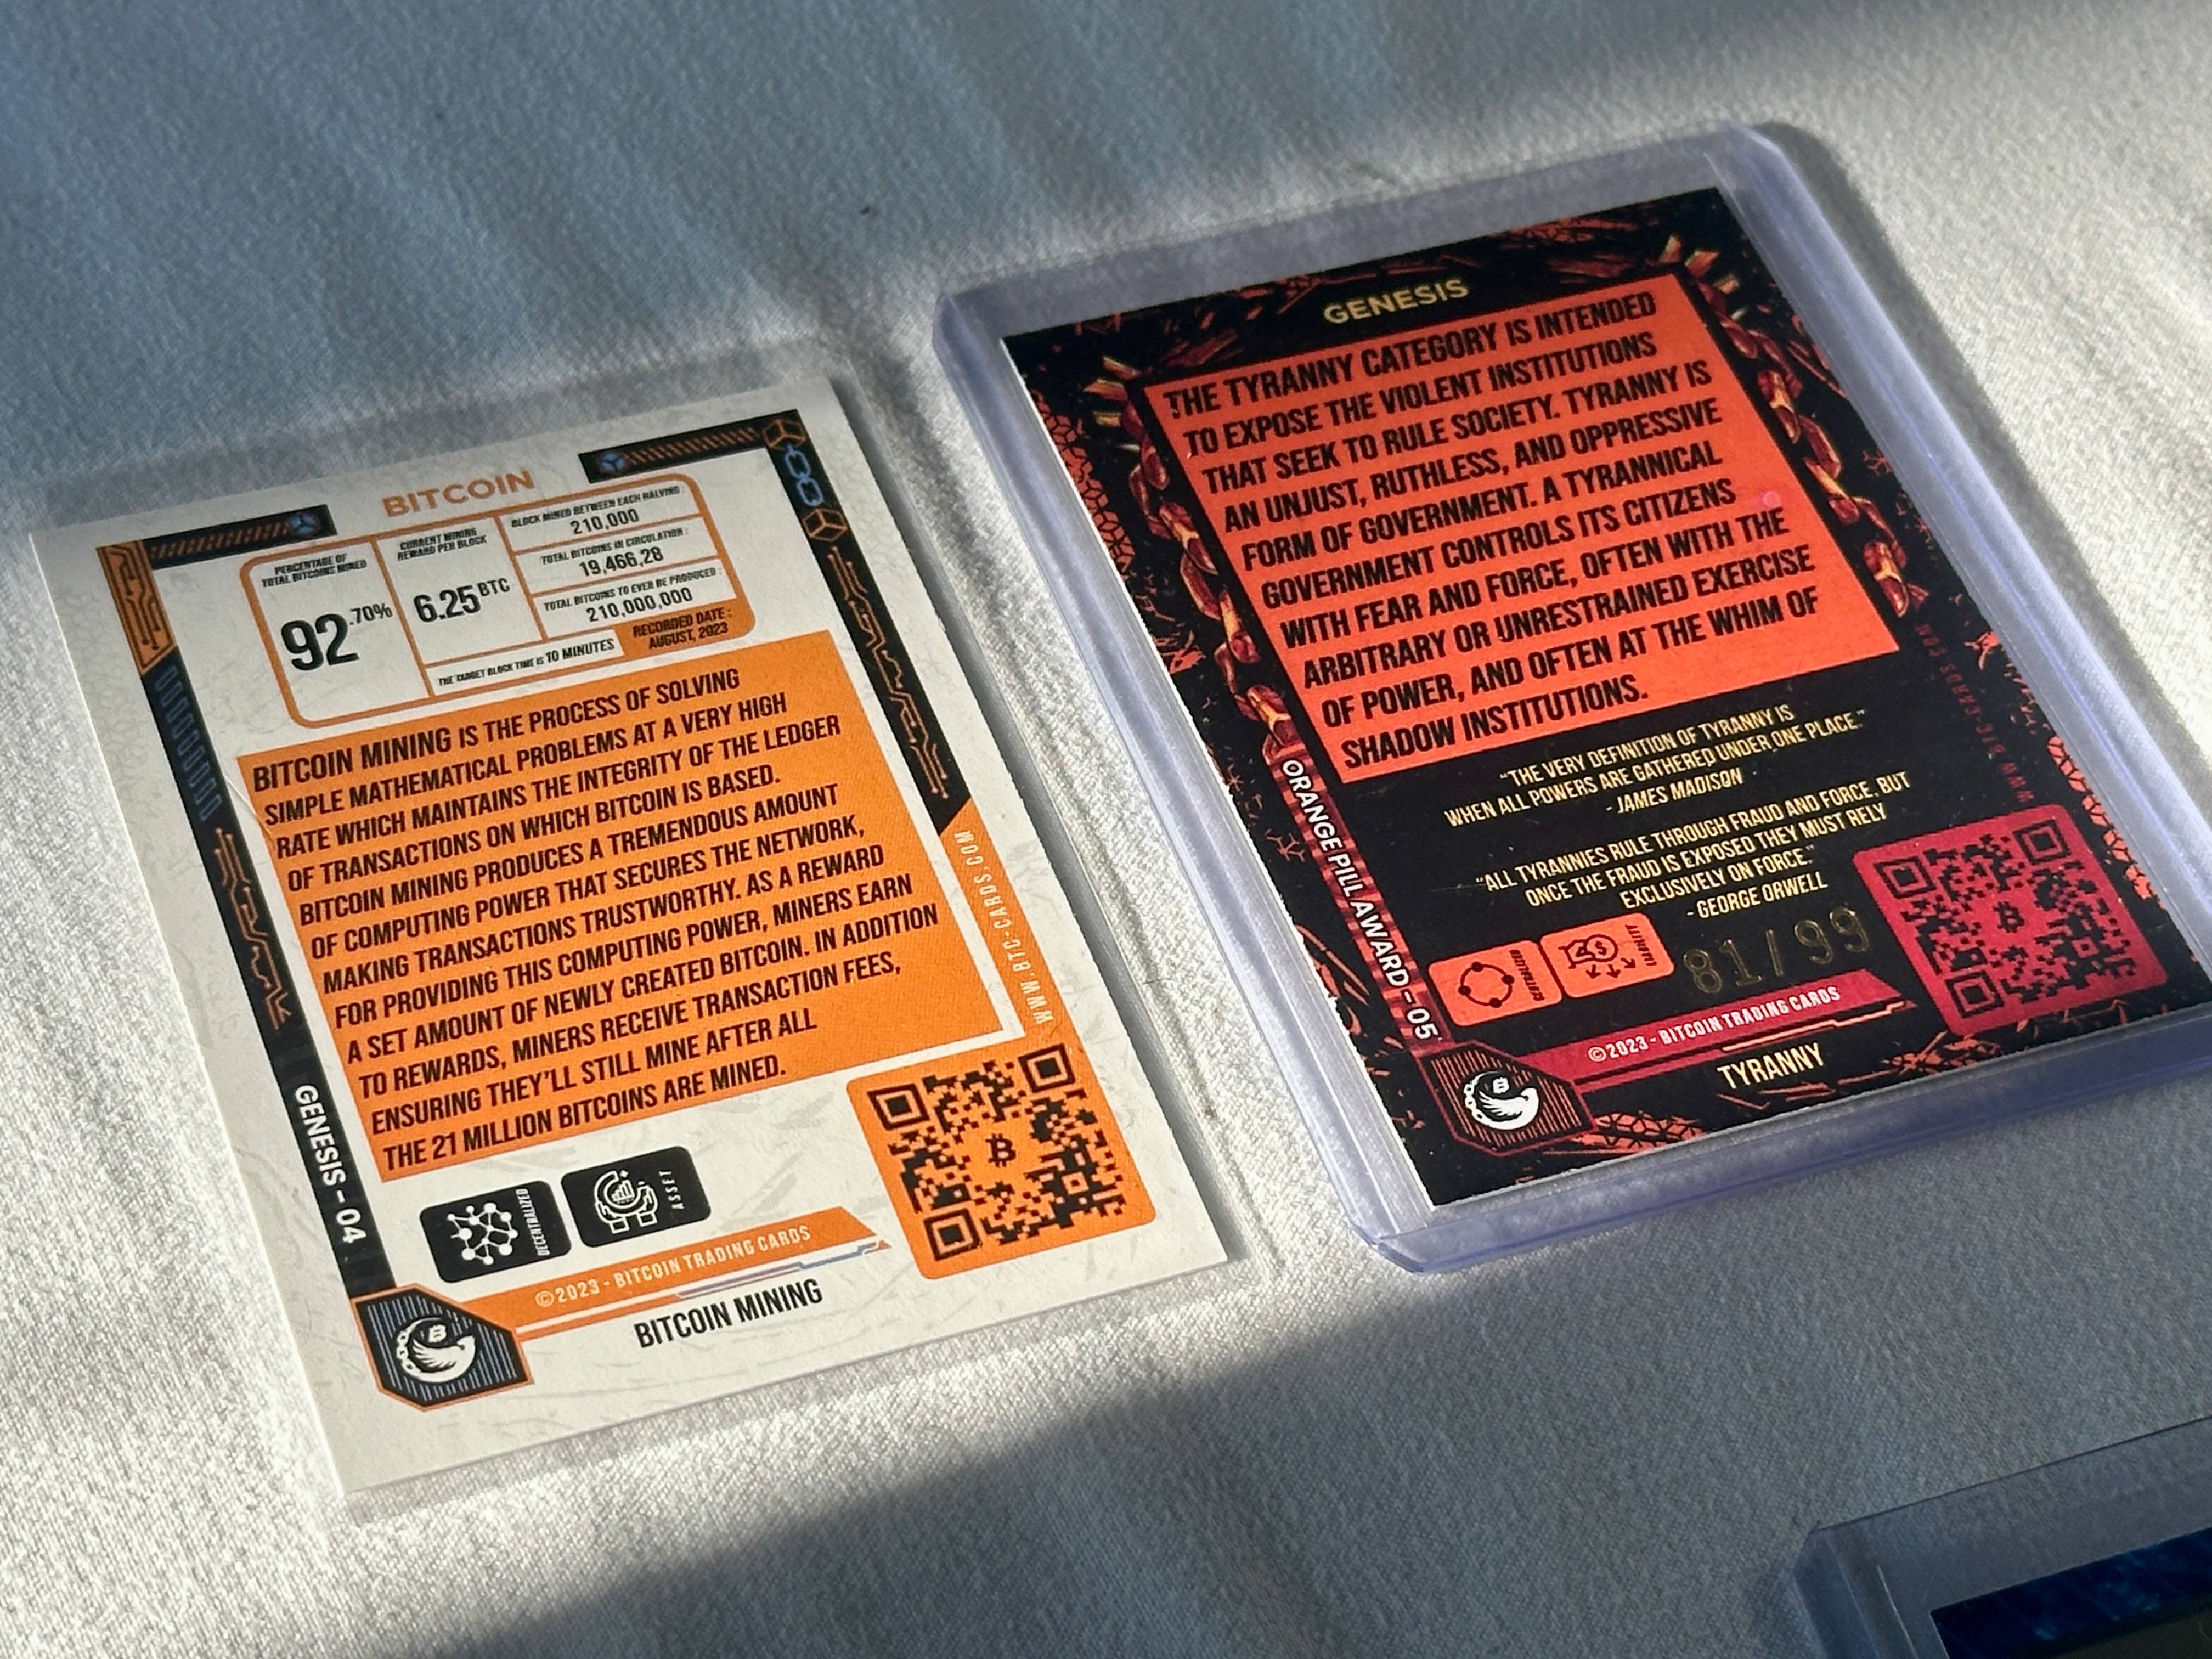 BITCOIN
PERCENTAGE OF
TOTAL BITCOINS MINED
92.70%
CURRENT MINING
REWARD PER BLOCK
6.25 BTC
BLOCK MINED BETWEEN EACH HALVING:
210,000
TOTAL BITCOINS IN CIRCULATION:
19,466,28
TOTAL BITCOINS TO EVER BE PRODUCED:
210,000,000
THE TARGET BLOCK TIME IS 10 MINUTES
RECORDED DATE:
AUGUST, 2023
BITCOIN MINING IS THE PROCESS OF SOLVING
SIMPLE MATHEMATICAL PROBLEMS AT A VERY HIGH
RATE WHICH MAINTAINS THE INTEGRITY OF THE LEDGER
OF TRANSACTIONS ON WHICH BITCOIN IS BASED.
BITCOIN MINING PRODUCES A TREMENDOUS AMOUNT
OF COMPUTING POWER THAT SECURES THE NETWORK,
MAKING TRANSACTIONS TRUSTWORTHY. AS A REWARD
FOR PROVIDING THIS COMPUTING POWER, MINERS EARN
A SET AMOUNT OF NEWLY CREATED BITCOIN. IN ADDITION
TO REWARDS, MINERS RECEIVE TRANSACTION FEES,
ENSURING THEY'LL STILL MINE AFTER ALL
THE 21 MILLION BITCOINS ARE MINED.
WWW.BTC-CARDS.COM
GENESIS - 04
DECENTRALIZED
ASSET
©2023 - BITCOIN TRADING CARDS
BITCOIN MINING
B
GENESIS
THE TYRANNY CATEGORY IS INTENDED
TO EXPOSE THE VIOLENT INSTITUTIONS
THAT SEEK TO RULE SOCIETY. TYRANNY IS
AN UNJUST, RUTHLESS, AND OPPRESSIVE
FORM OF GOVERNMENT. A TYRANNICAL
GOVERNMENT CONTROLS ITS CITIZENS
WITH FEAR AND FORCE, OFTEN WITH THE
ARBITRARY OR UNRESTRAINED EXERCISE
OF POWER, AND OFTEN AT THE WHIM OF
SHADOW INSTITUTIONS.
"THE VERY DEFINITION OF TYRANNY IS
WHEN ALL POWERS ARE GATHERED UNDER ONE PLACE."
- JAMES MADISON
"ALL TYRANNIES RULE THROUGH FRAUD AND FORCE, BUT
ONCE THE FRAUD IS EXPOSED THEY MUST RELY
EXCLUSIVELY ON FORCE."
- GEORGE ORWELL
WWW.BTC-CARDS.COM
ORANGE PILL AWARD - 05
CENTRALIZED
LIABILITY
81/99
©2023 - BITCOIN TRADING CARDS
TYRANNY
B